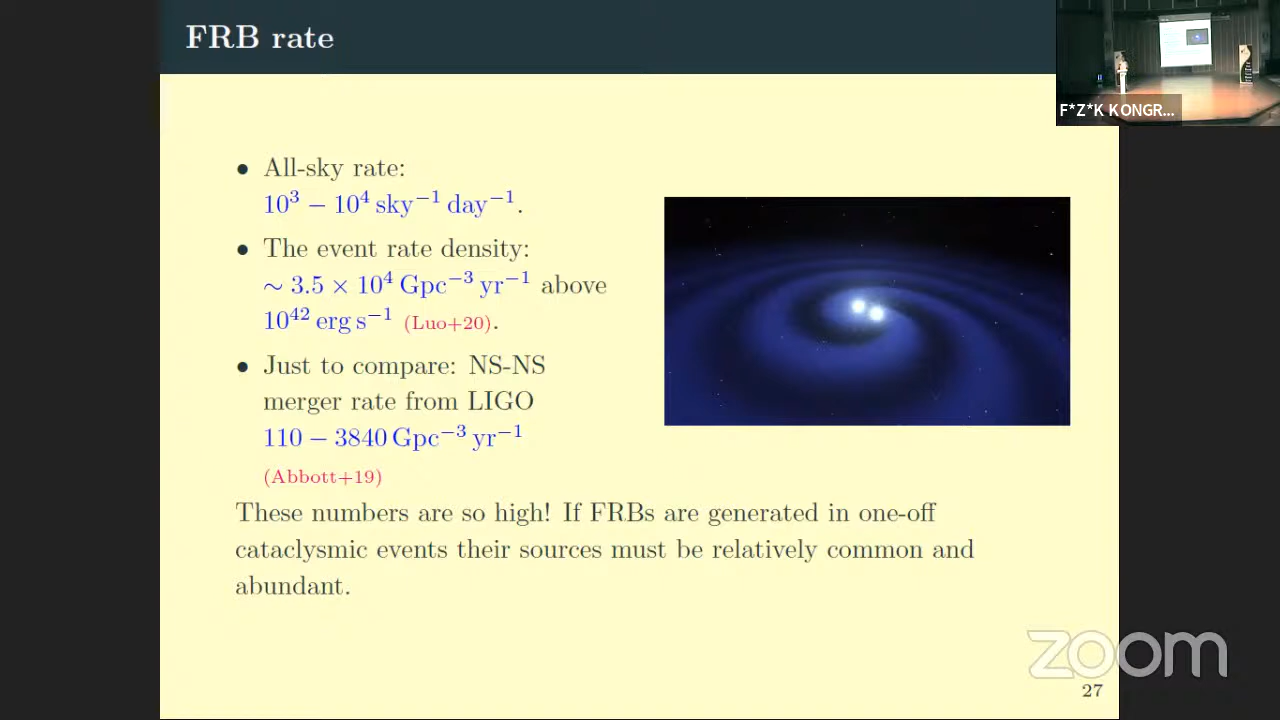 FRB rate
F*Z*K KONGR...
• All-sky rate:
10³ – 10⁴ sky⁻¹ day⁻¹.
• The event rate density:
∼ 3.5 × 10⁴ Gpc⁻³ yr⁻¹ above
10⁴² erg s⁻¹ (Luo+20).
• Just to compare: NS-NS
merger rate from LIGO
110 – 3840 Gpc⁻³ yr⁻¹
(Abbott+19)
These numbers are so high! If FRBs are generated in one-off
cataclysmic events their sources must be relatively common and
abundant.
zoom
27